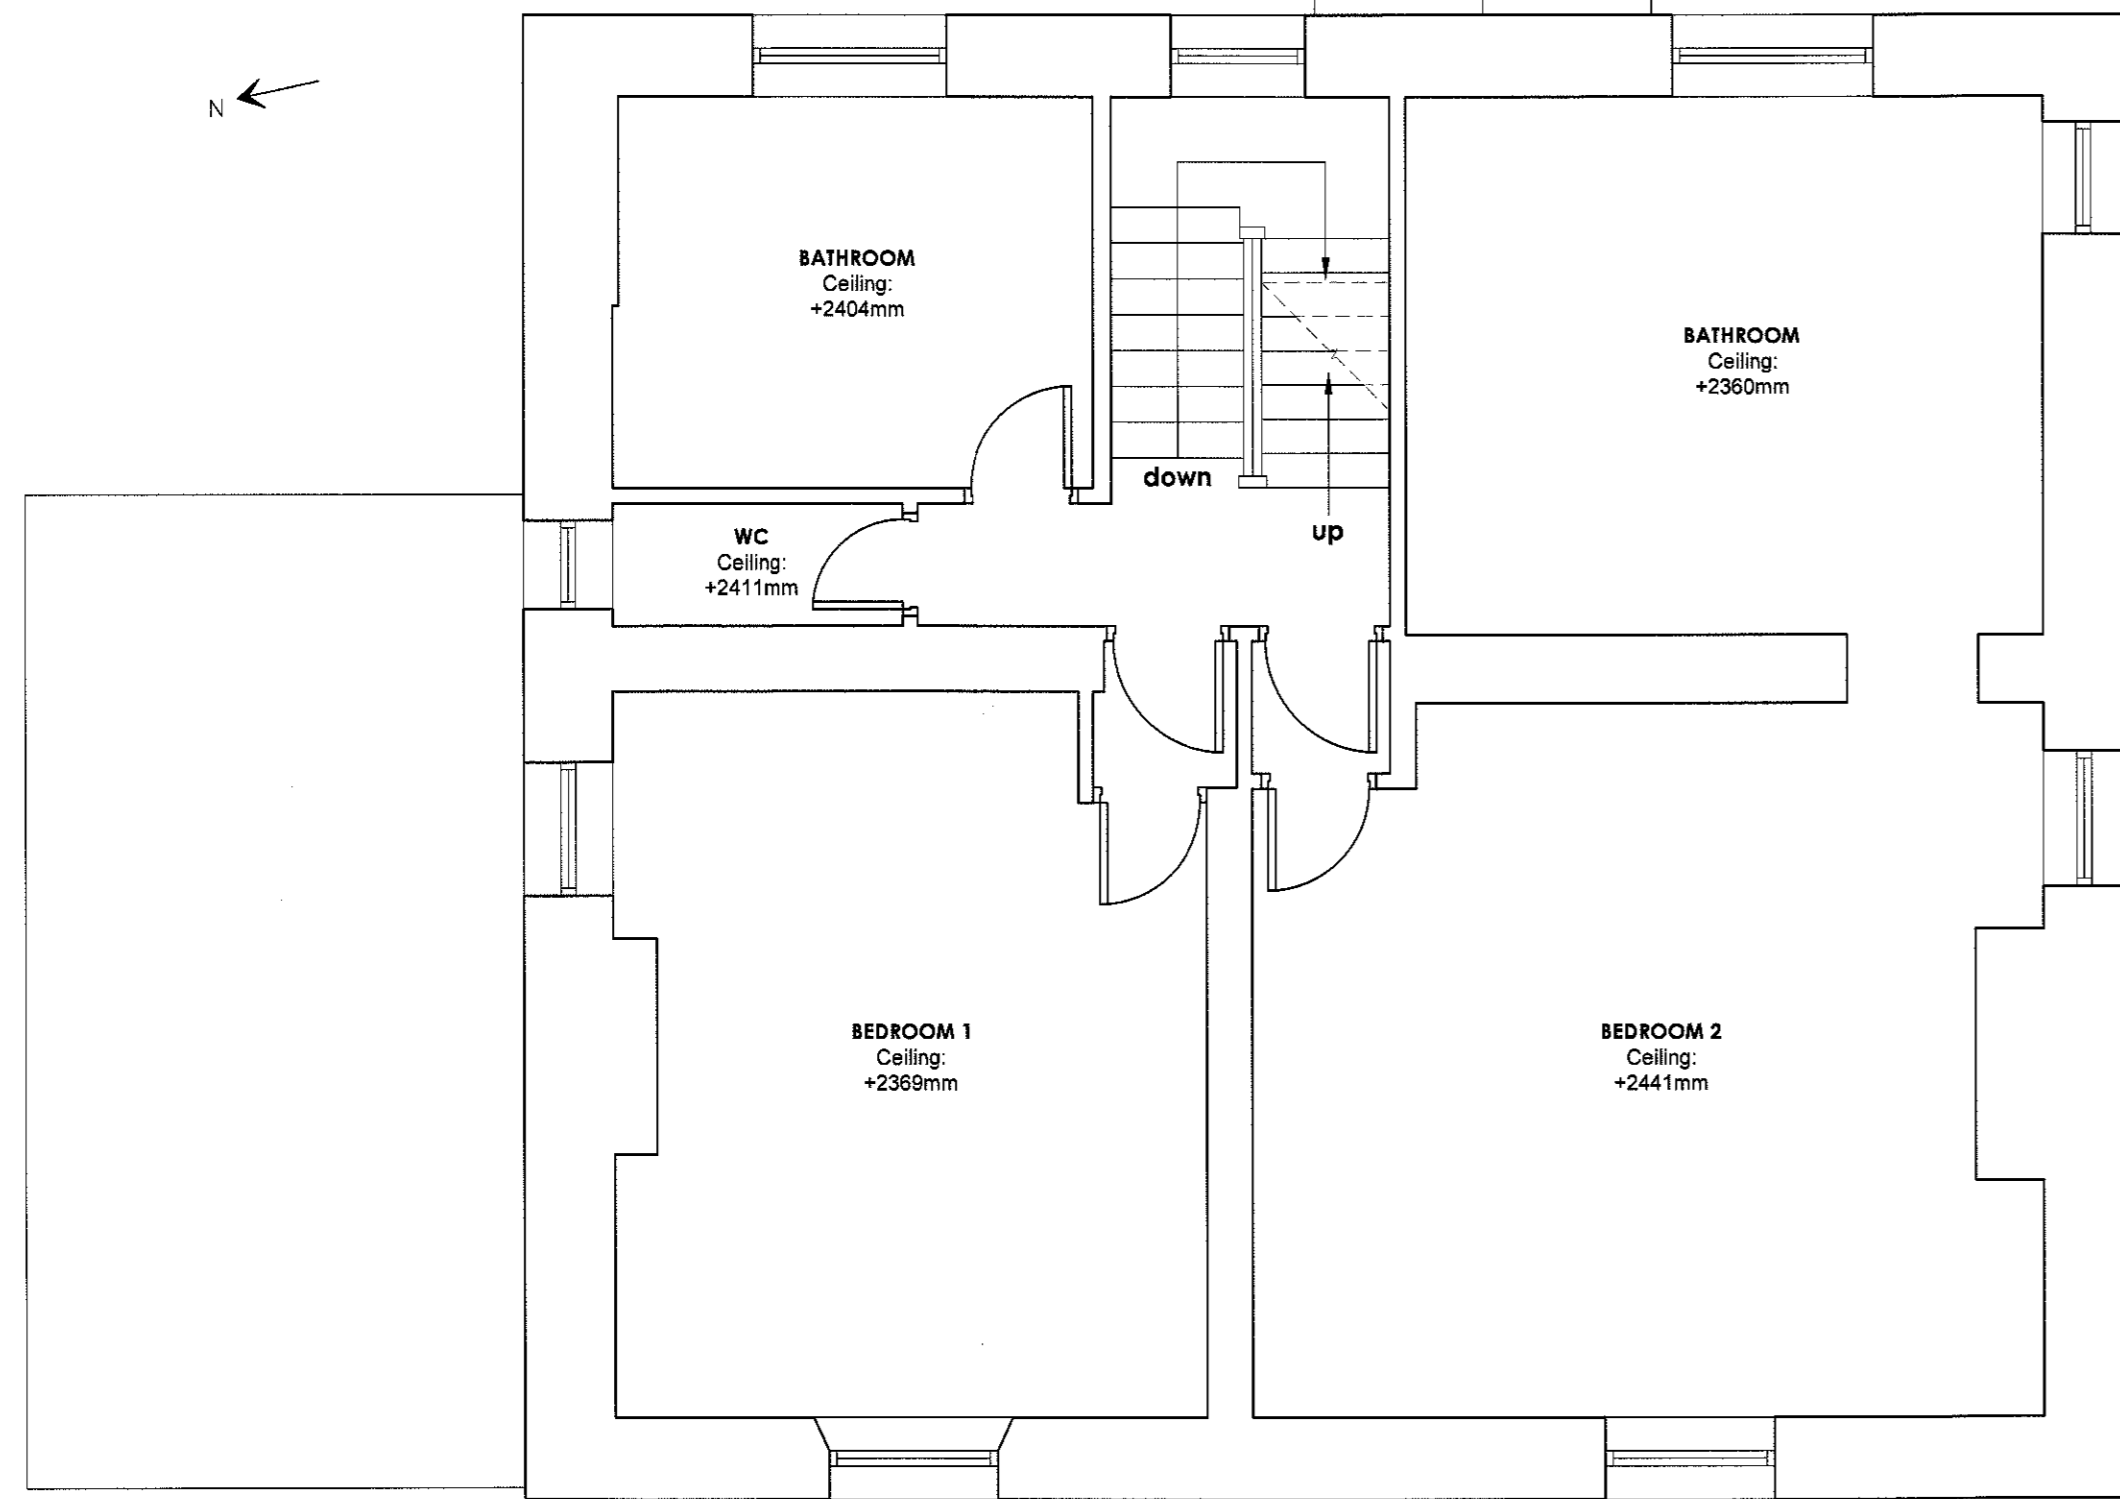 N
BATHROOM
Ceiling:
+2404mm
BATHROOM
Ceiling:
+2360mm
down
up
WC
Ceiling:
+2411mm
BEDROOM 1
Ceiling:
+2369mm
BEDROOM 2
Ceiling:
+2441mm